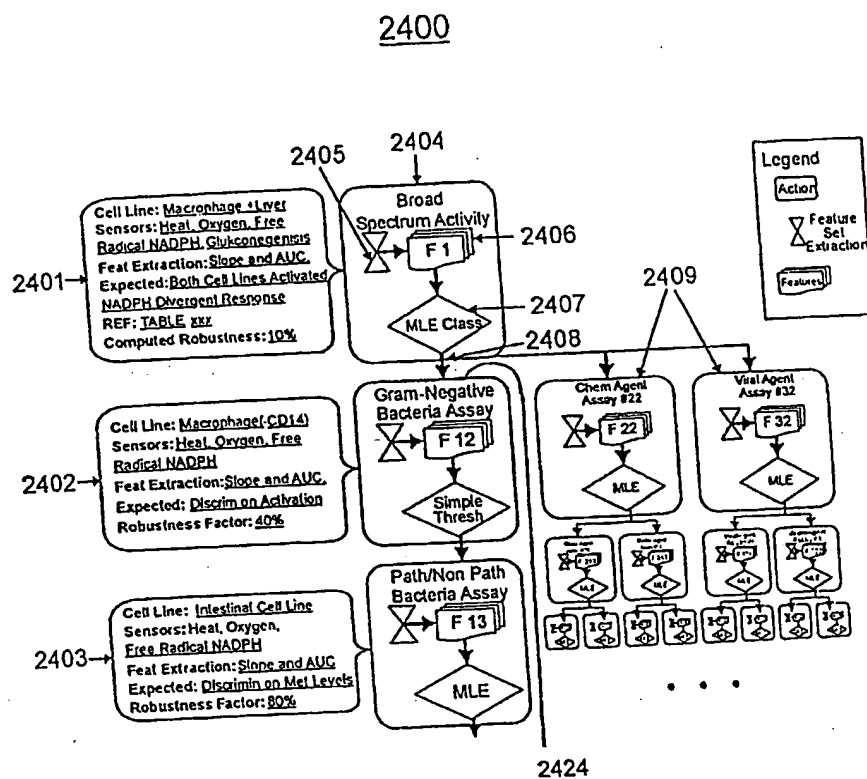 2400
2404
2405
Broad
Spectrum Activity
F 1
2406
MLE Class
2407
2408
2409
2401
Cell Line: Macrophage +Liver
Sensors: Heat, Oxygen, Free
Radical NADPH, Glukconegenisis
Feat Extraction: Slope and AUC,
Expected: Both Cell Lines Activated
NADPH Divergent Response
REF: TABLE xxx
Computed Robustness: 10%
Legend
Action
Feature
Set
Extraction
Features
2402
Cell Line: Macrophage(-CD14)
Sensors: Heat, Oxygen, Free
Radical NADPH
Feat Extraction: Slope and AUC,
Expected: Discrim on Activation
Robustness Factor: 40%
Gram-Negative
Bacteria Assay
F 12
Simple
Thresh
Chem Agent
Assay #22
F 22
MLE
Viral Agent
Assay #32
F 32
MLE
MLE
MLE
MLE
MLE
2403
Cell Line: Intestinal Cell Line
Sensors: Heat, Oxygen,
Free Radical NADPH
Feat Extraction: Slope and AUC
Expected: Discrimin on Met Levels
Robustness Factor: 80%
Path/Non Path
Bacteria Assay
F 13
MLE
2424